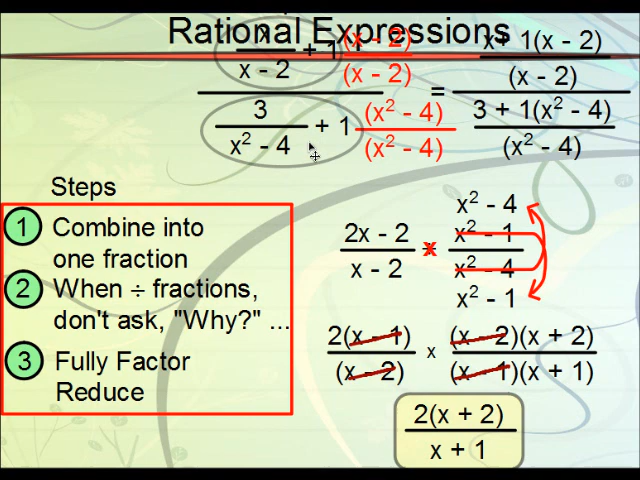 Rational Expressions
x / (x - 2) + 1 (x - 2) / (x - 2) = x + 1(x - 2) / (x - 2)
3 / (x² - 4) + 1 (x² - 4) / (x² - 4) 3 + 1(x² - 4) / (x² - 4)
Steps
1 Combine into
one fraction
2 When ÷ fractions,
don't ask, "Why?" ...
3 Fully Factor
Reduce
x² - 4
2x - 2 / x - 2 x x² - 1 / x² - 4
x² - 1
2(x - 1) / (x - 2) x (x - 2)(x + 2) / (x - 1)(x + 1)
2(x + 2) / x + 1